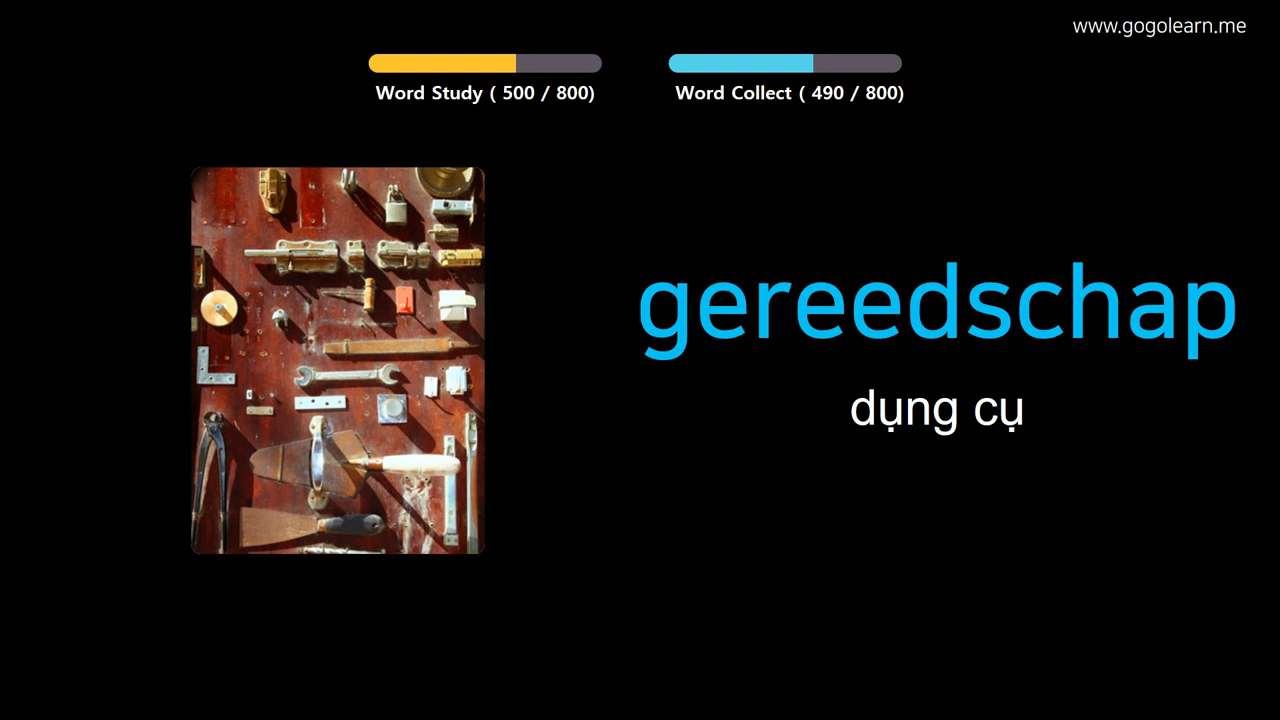 www.gogolearn.me
Word Study ( 500 / 800)
Word Collect ( 490 / 800)
gereedschap
dụng cụ